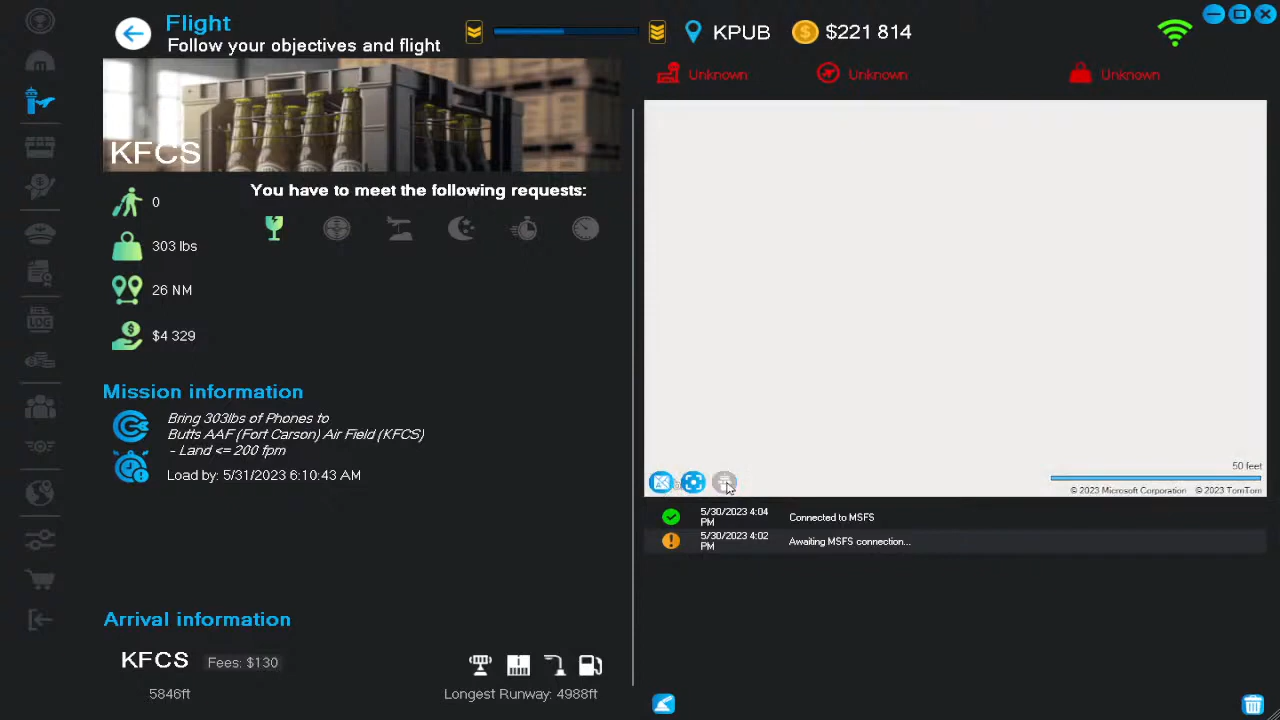 Flight
Follow your objectives and flight
KPUB
$221 814
Unknown
Unknown
Unknown
KFCS
You have to meet the following requests:
0
303 lbs
26 NM
$4 329
Mission information
Bring 303lbs of Phones to
Butts AAF (Fort Carson) Air Field (KFCS)
- Land <= 200 fpm
Load by: 5/31/2023 6:10:43 AM
50 feet
© 2023 Microsoft Corporation © 2023 TomTom
5/30/2023 4:04 PM
Connected to MSFS
5/30/2023 4:02 PM
Awaiting MSFS connection...
Arrival information
KFCS
Fees: $130
5846ft
Longest Runway: 4988ft
LOG